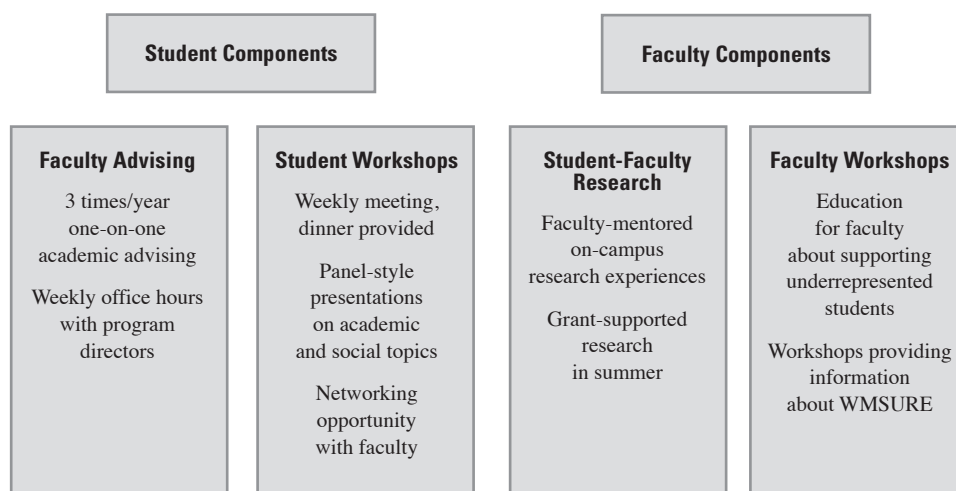 Student Components
Faculty Components
Faculty Advising
3 times/year
one-on-one
academic advising
Weekly office hours
with program
directors
Student Workshops
Weekly meeting,
dinner provided
Panel-style
presentations
on academic
and social topics
Networking
opportunity
with faculty
Student-Faculty
Research
Faculty-mentored
on-campus
research experiences
Grant-supported
research
in summer
Faculty Workshops
Education
for faculty
about supporting
underrepresented
students
Workshops providing
information
about WMSURE